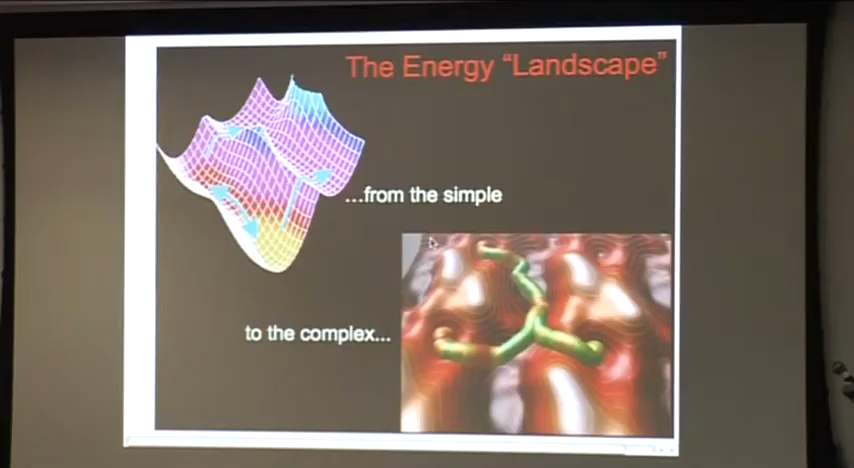 The Energy “Landscape”
...from the simple
to the complex...